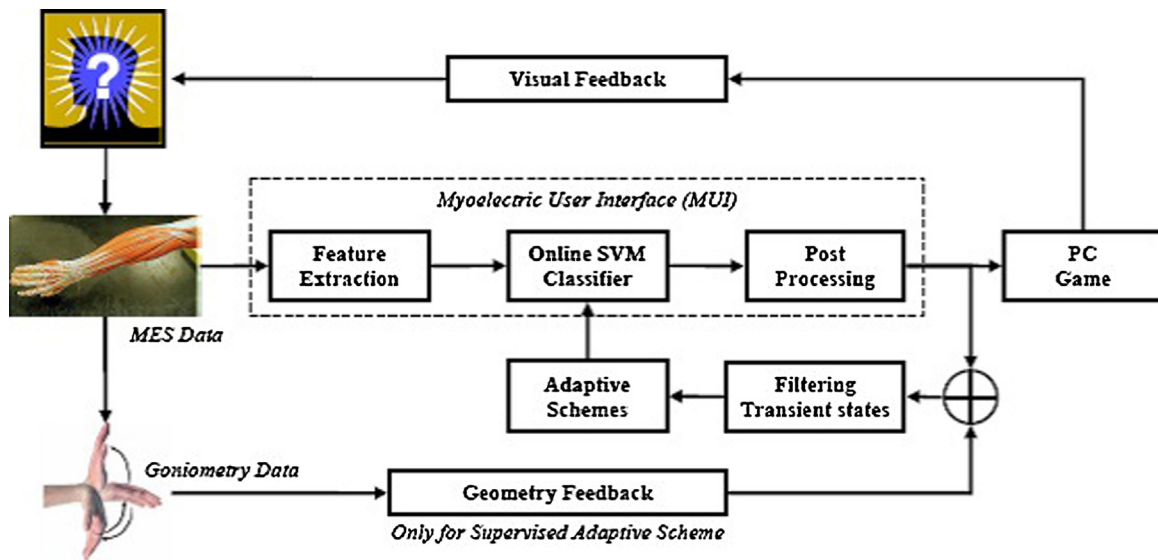 ?
Visual Feedback
Myoelectric User Interface (MUI)
Feature
Extraction
Online SVM
Classifier
Post
Processing
PC
Game
MES Data
Adaptive
Schemes
Filtering
Transient states
Goniometry Data
Geometry Feedback
Only for Supervised Adaptive Scheme